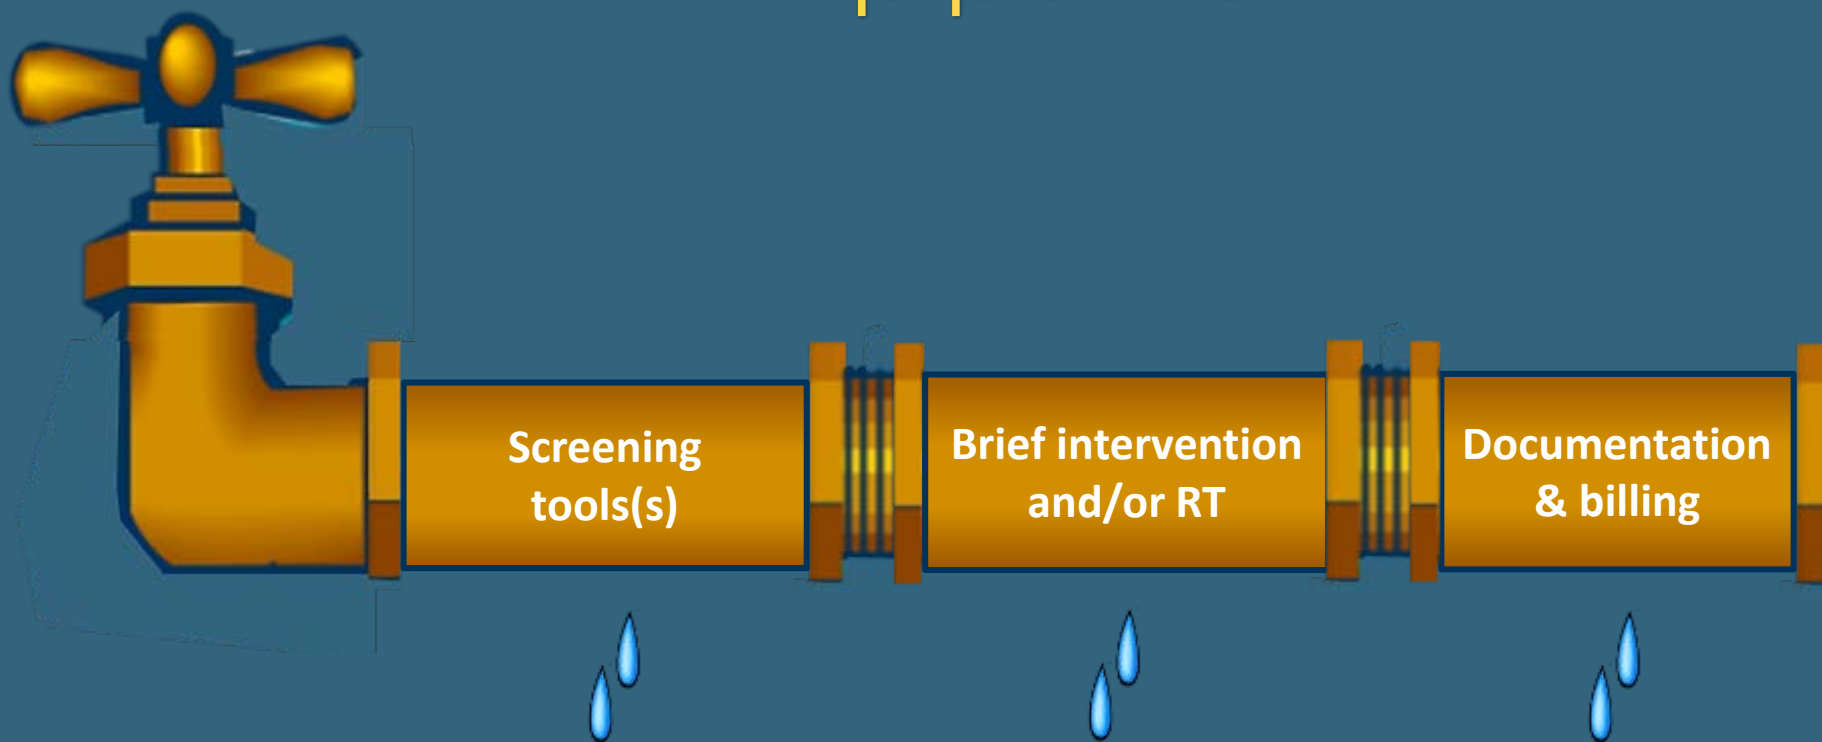 Screening
tools(s)
Brief intervention
and/or RT
Documentation
& billing